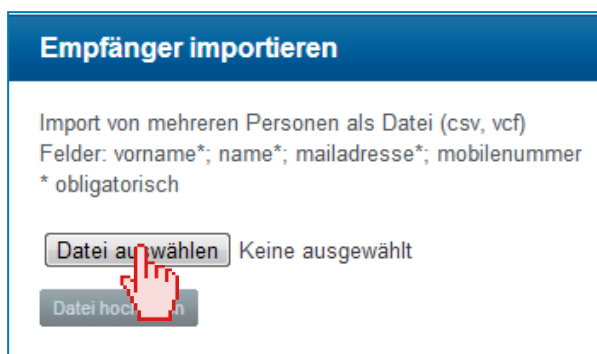 Empfänger importieren
Import von mehreren Personen als Datei (csv, vcf)
Felder: vorname*; name*; mailadresse*; mobilenummer
* obligatorisch
Datei auswählen Keine ausgewählt
Datei